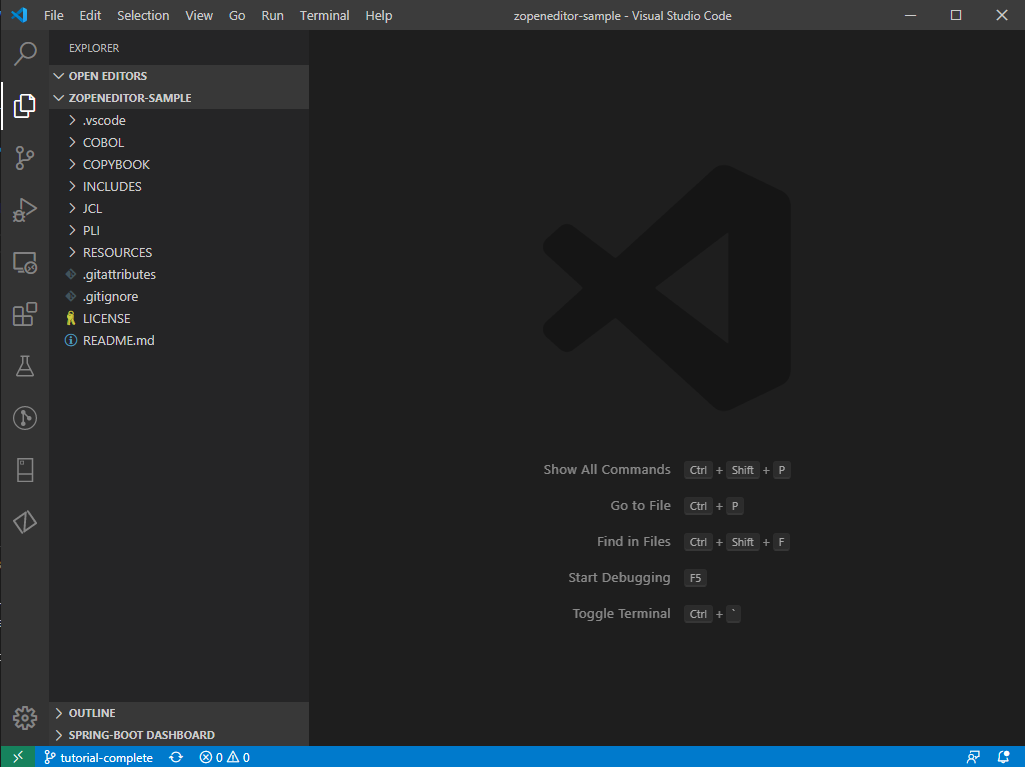 File Edit Selection View Go Run Terminal Help zopeneditor-sample - Visual Studio Code
EXPLORER
OPEN EDITORS
ZOPENEDITOR-SAMPLE
.vscode
COBOL
COPYBOOK
INCLUDES
JCL
PLI
RESOURCES
.gitattributes
.gitignore
LICENSE
README.md
Show All Commands Ctrl + Shift + P
Go to File Ctrl + P
Find in Files Ctrl + Shift + F
Start Debugging F5
Toggle Terminal Ctrl + `
OUTLINE
SPRING-BOOT DASHBOARD
tutorial-complete 0 0